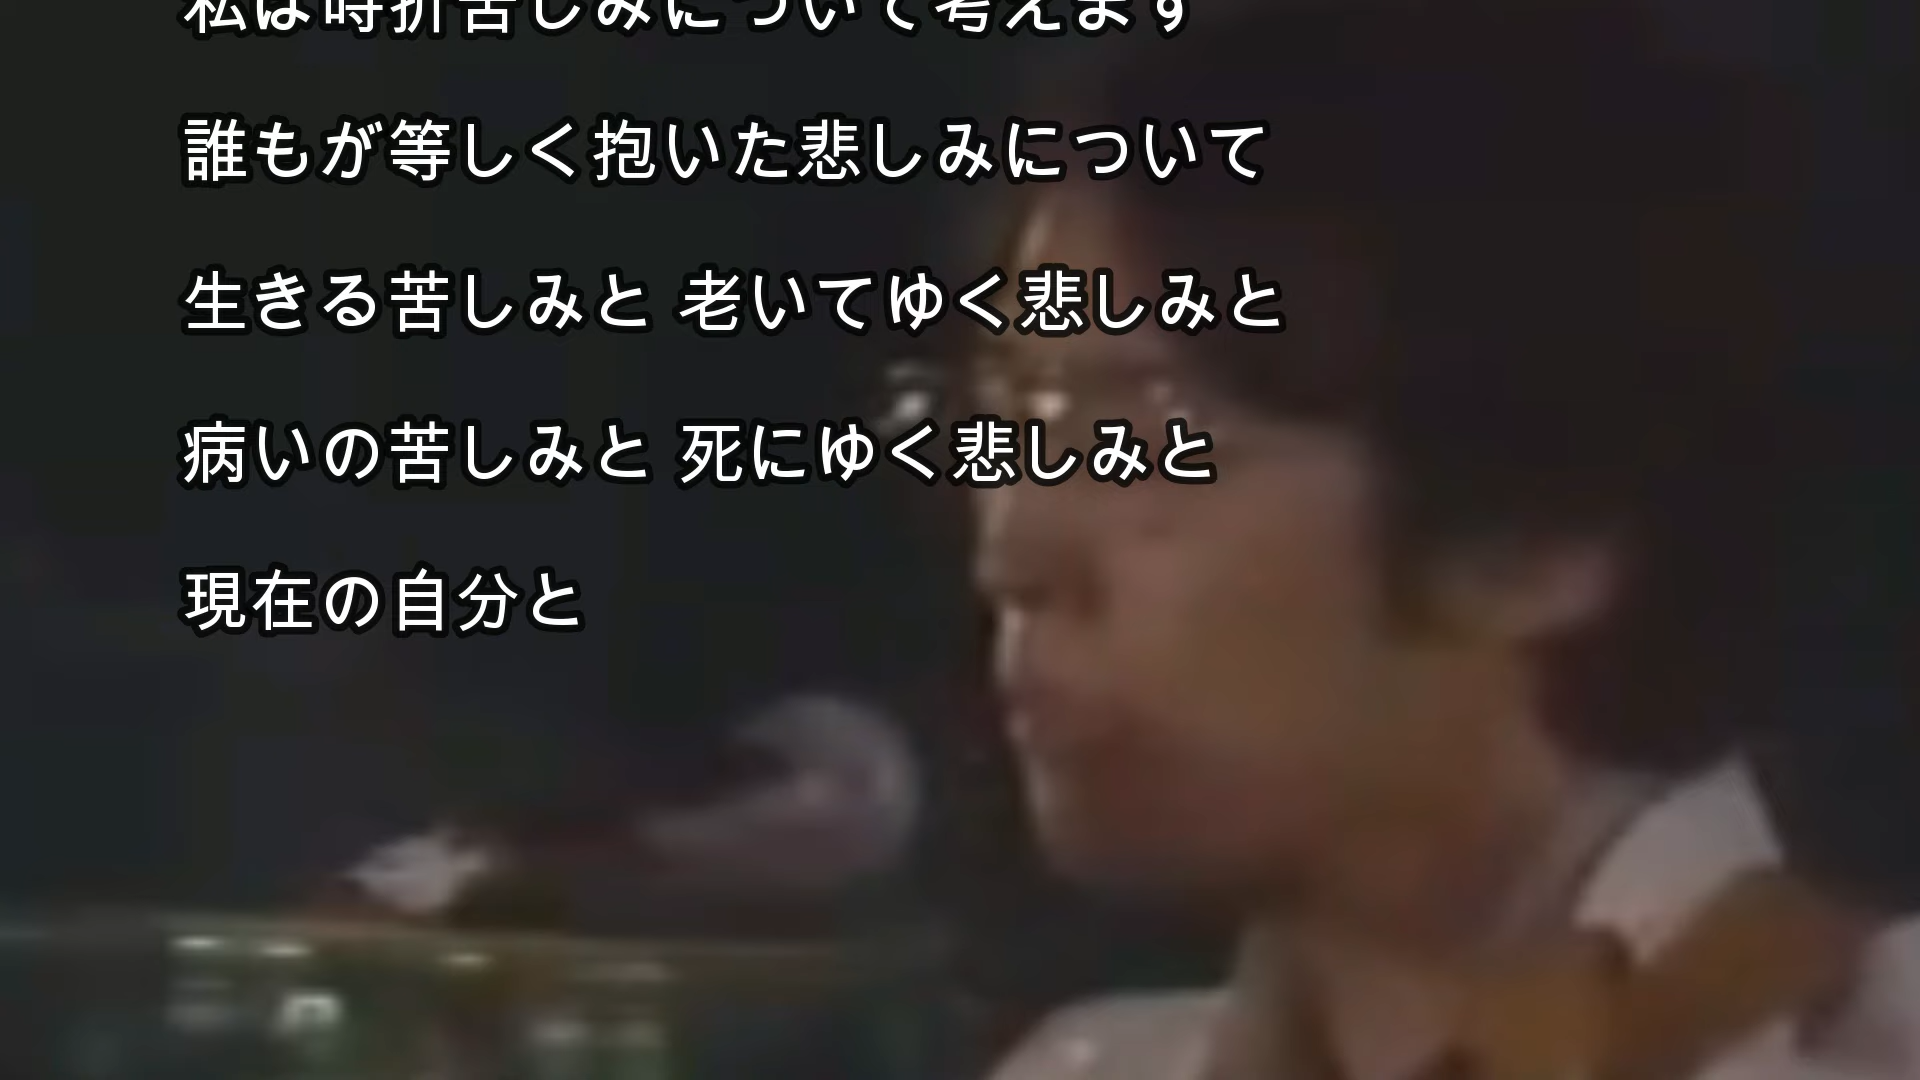 私は時折苦しみについて考えます
誰もが等しく抱いた悲しみについて
生きる苦しみと 老いてゆく悲しみと
病いの苦しみと 死にゆく悲しみと
現在の自分と